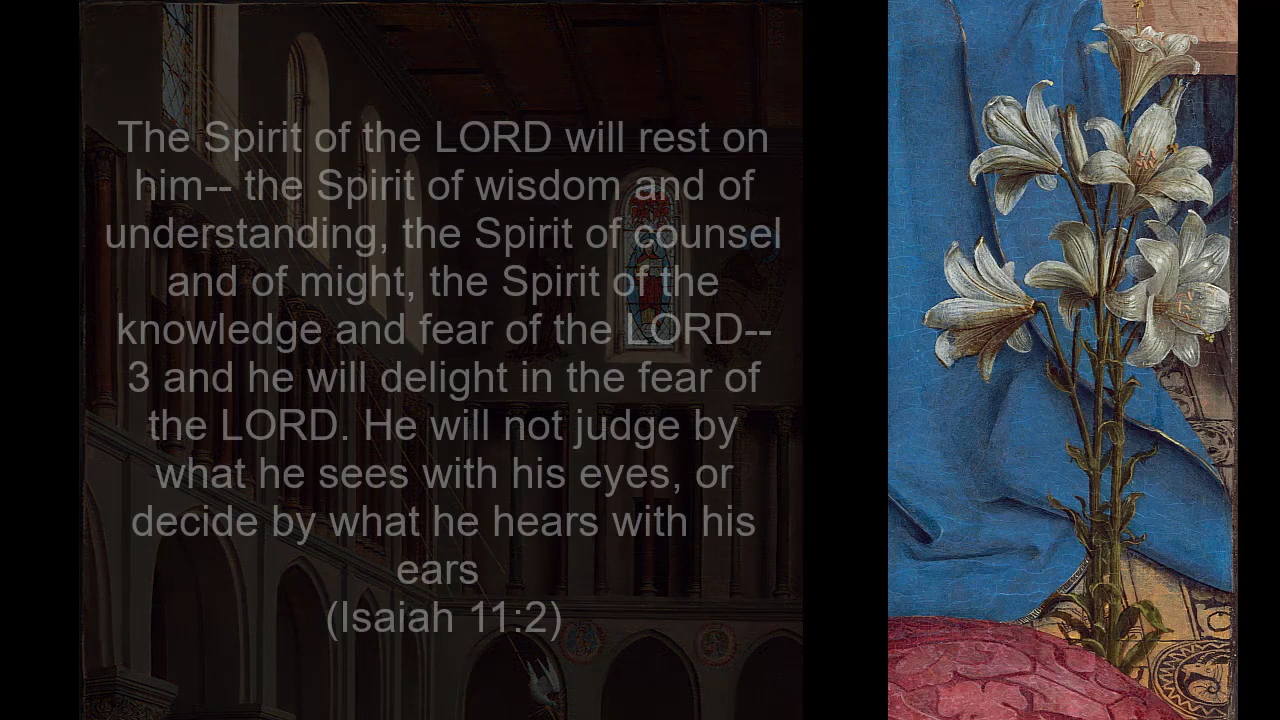 The Spirit of the LORD will rest on
him-- the Spirit of wisdom and of
understanding, the Spirit of counsel
and of might, the Spirit of the
knowledge and fear of the LORD--
3 and he will delight in the fear of
the LORD. He will not judge by
what he sees with his eyes, or
decide by what he hears with his
ears
(Isaiah 11:2)